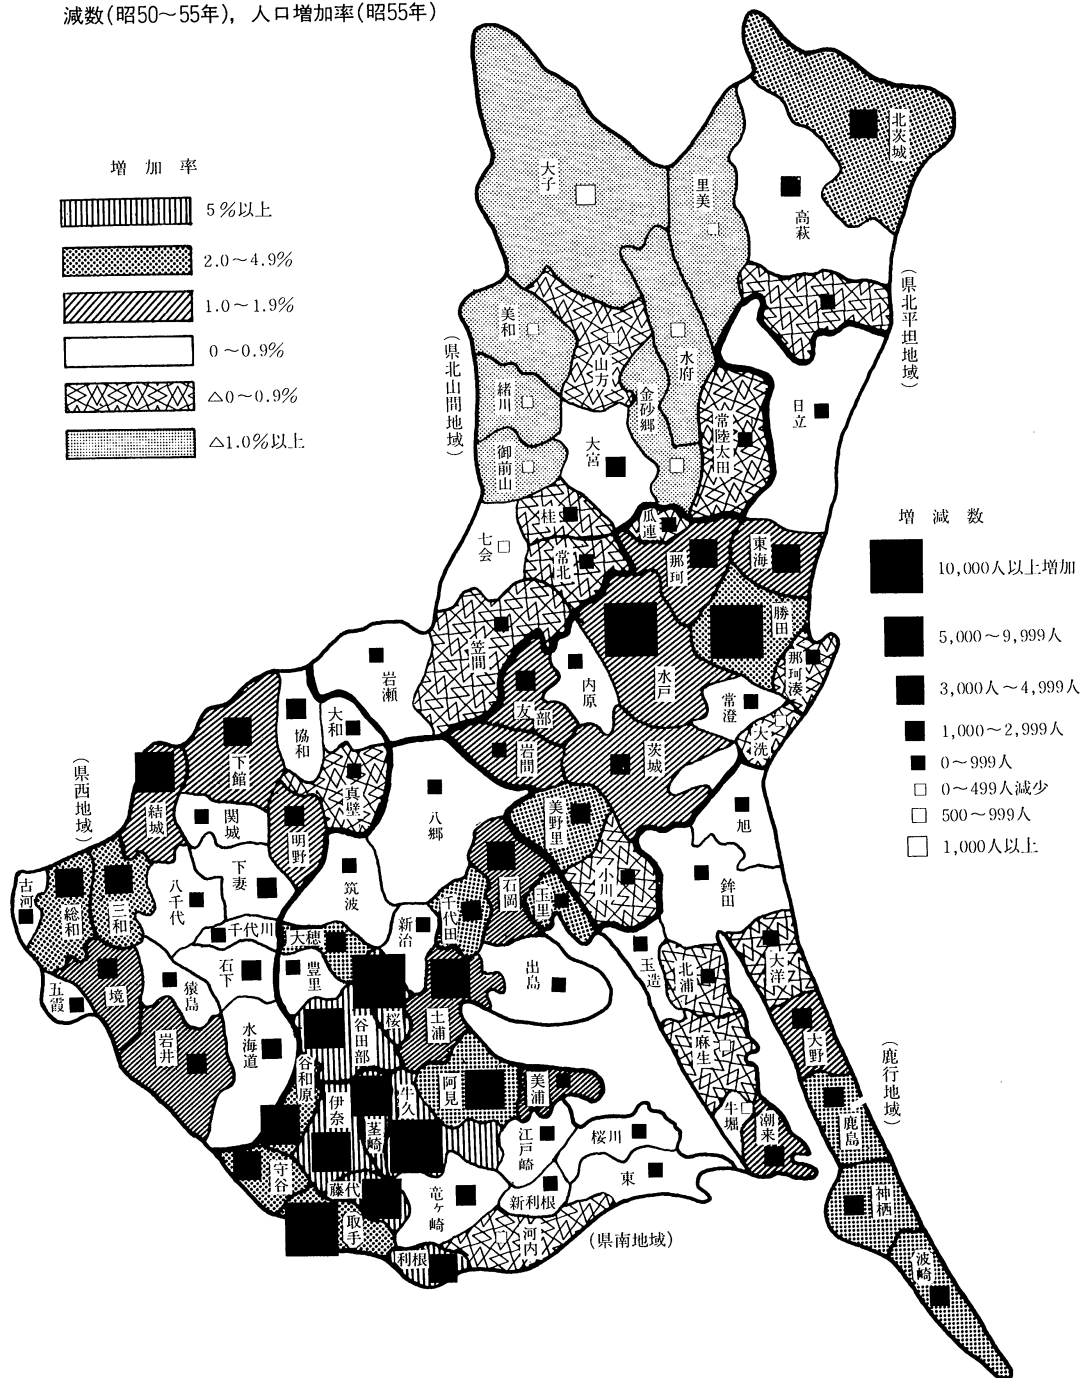 減数(昭50～55年)，人口増加率(昭55年)
増加率
5％以上
2.0～4.9％
1.0～1.9％
0～0.9％
△0～0.9％
△1.0％以上
増減数
10,000人以上増加
5,000～9,999人
3,000人～4,999人
1,000～2,999人
0～999人
0～499人減少
500～999人
1,000人以上
(県北平坦地域)
(県北山間地域)
(県西地域)
(鹿行地域)
(県南地域)
北茨城
大子
里美
高萩
美和
山方
水府
緒川
金砂郷
日立
常陸太田
御前山
大宮
桂
瓜連
七会
常北
那珂
東海
勝田
笠間
那珂湊
岩瀬
内原
水戸
常澄
大洗
友部
協和
大和
下館
岩間
茨城
真壁
結城
関城
明野
八郷
美野里
旭
下妻
石岡
小川
鉾田
古河
総和
三和
八千代
筑波
千代田
玉里
千代川
新治
大穂
玉造
北浦
大洋
石下
豊里
出島
五霞
境
猿島
桜
土浦
谷田部
大野
麻生
水海道
岩井
谷和原
阿見
美浦
伊奈
牛久
茎崎
牛堀
潮来
鹿島
江戸崎
桜川
守谷
藤代
竜ヶ崎
新利根
東
神栖
取手
河内
利根
波崎